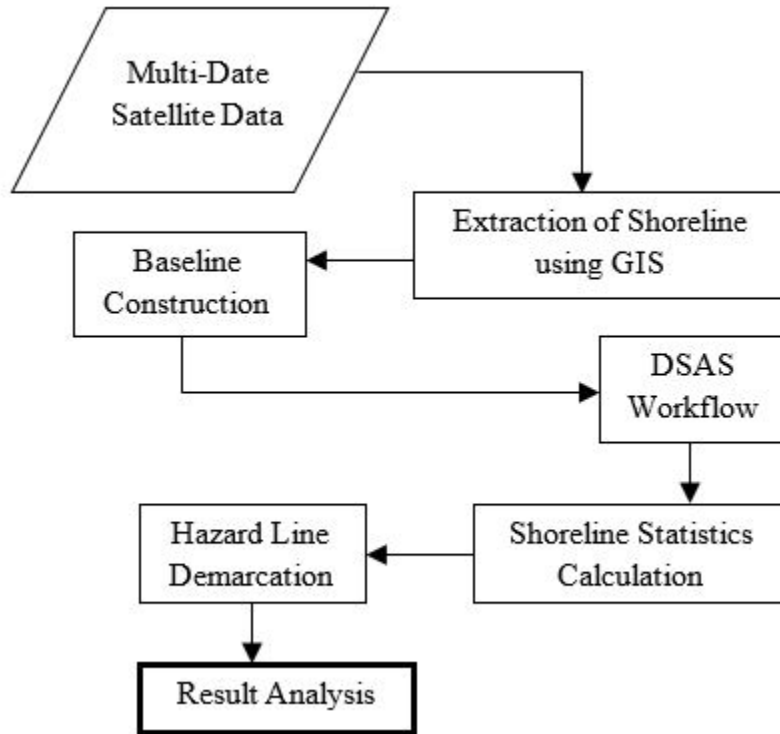 Multi-Date
Satellite Data
Extraction of Shoreline
using GIS
Baseline
Construction
DSAS
Workflow
Shoreline Statistics
Calculation
Hazard Line
Demarcation
Result Analysis